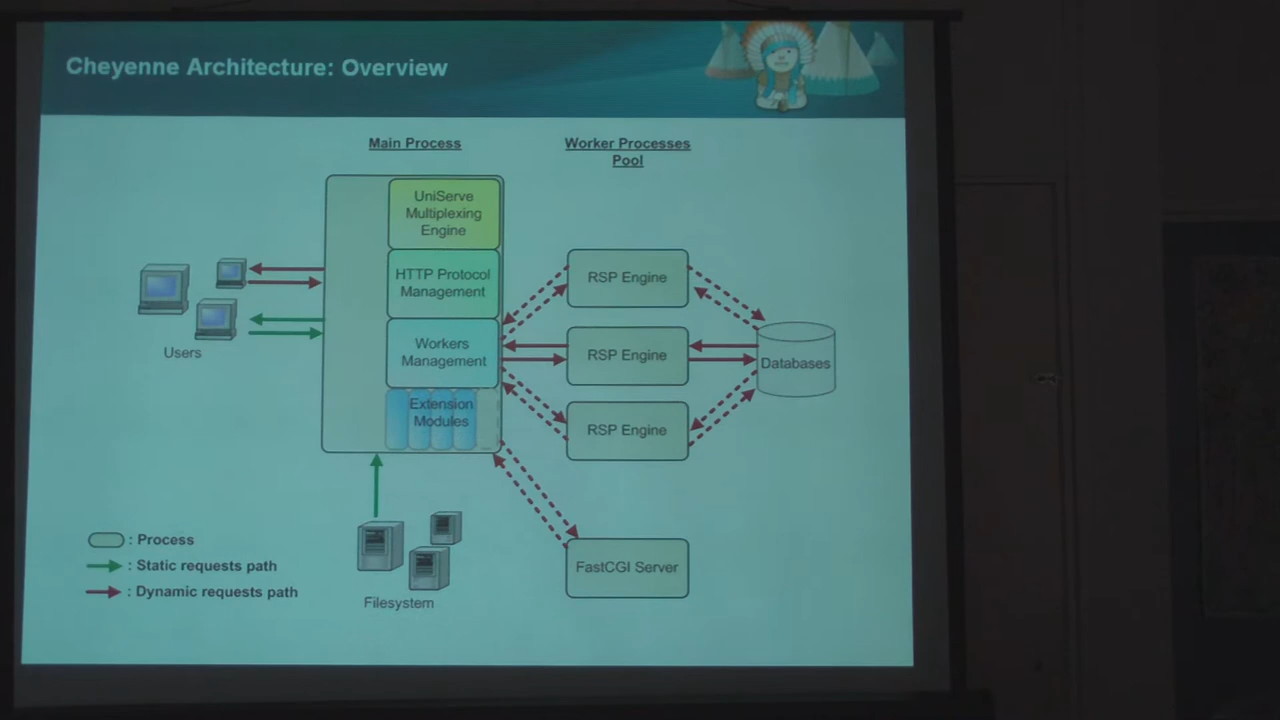 Cheyenne Architecture: Overview
Main Process
Worker Processes
Pool
UniServe
Multiplexing
Engine
HTTP Protocol
Management
Workers
Management
Extension
Modules
RSP Engine
RSP Engine
RSP Engine
Databases
Users
FastCGI Server
Filesystem
: Process
: Static requests path
: Dynamic requests path